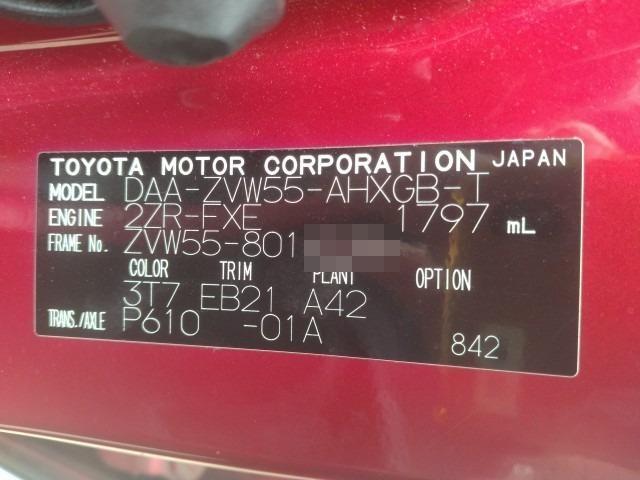 TOYOTA MOTOR CORPORATION JAPAN
MODEL DAA-ZVW55-AHXGB-T
ENGINE 2ZR-FXE 1797 mL
FRAME No. ZVW55-801
COLOR TRIM PLANT OPTION
3T7 EB21 A42
TRANS./AXLE P610 -01A
842